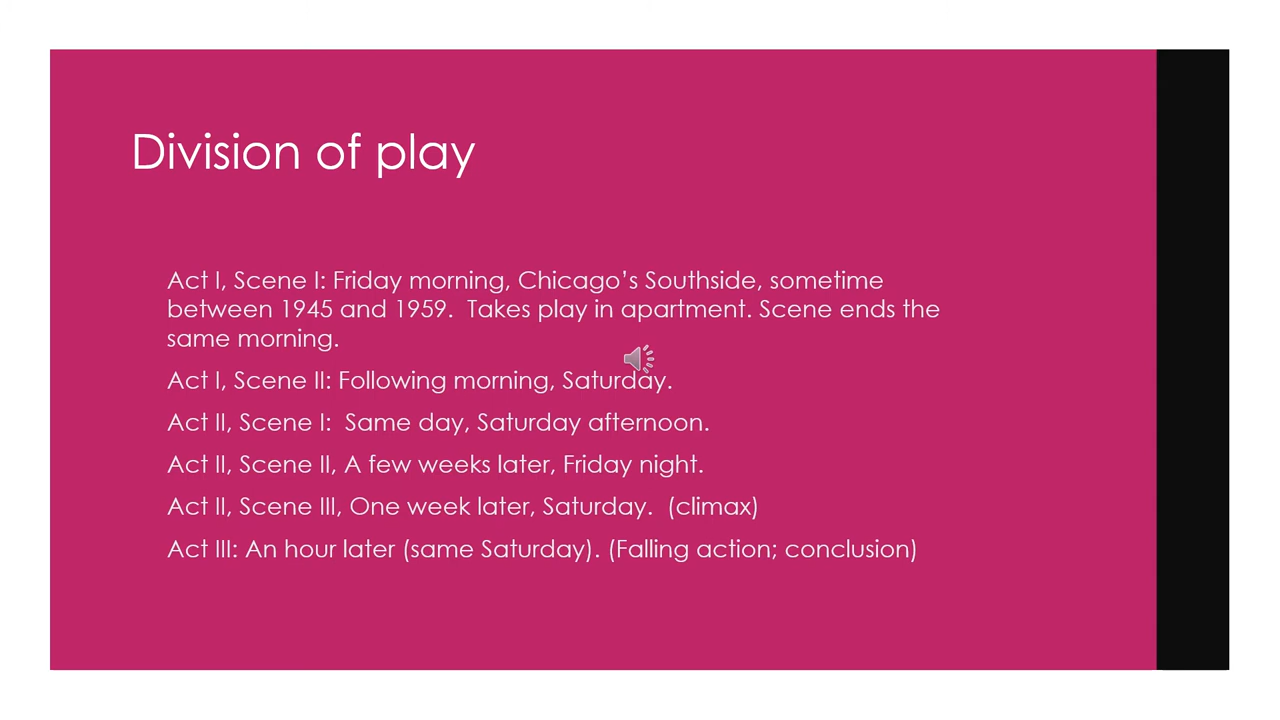 Division of play
Act I, Scene I: Friday morning, Chicago’s Southside, sometime
between 1945 and 1959.  Takes play in apartment. Scene ends the
same morning.
Act I, Scene II: Following morning, Saturday.
Act II, Scene I:  Same day, Saturday afternoon.
Act II, Scene II, A few weeks later, Friday night.
Act II, Scene III, One week later, Saturday.  (climax)
Act III: An hour later (same Saturday). (Falling action; conclusion)